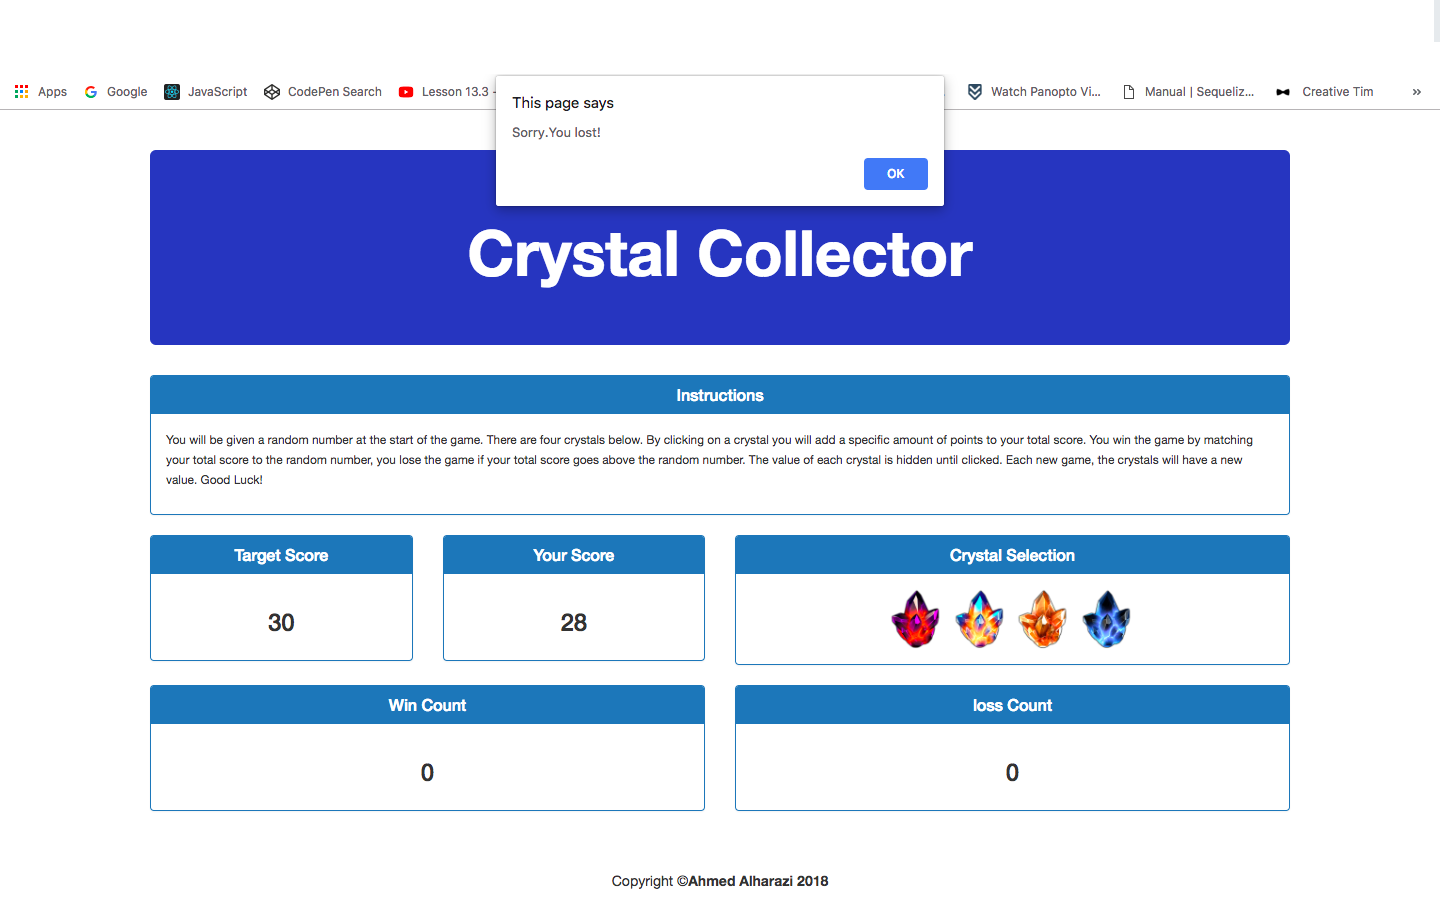 Apps Google JavaScript CodePen Search Lesson 13.3 - Watch Panopto Vi... Manual | Sequeliz... Creative Tim »
This page says
Sorry.You lost!
OK
Crystal Collector
Instructions
You will be given a random number at the start of the game. There are four crystals below. By clicking on a crystal you will add a specific amount of points to your total score. You win the game by matching
your total score to the random number, you lose the game if your total score goes above the random number. The value of each crystal is hidden until clicked. Each new game, the crystals will have a new
value. Good Luck!
Target Score Your Score Crystal Selection
30 28
Win Count loss Count
0 0
Copyright ©Ahmed Alharazi 2018